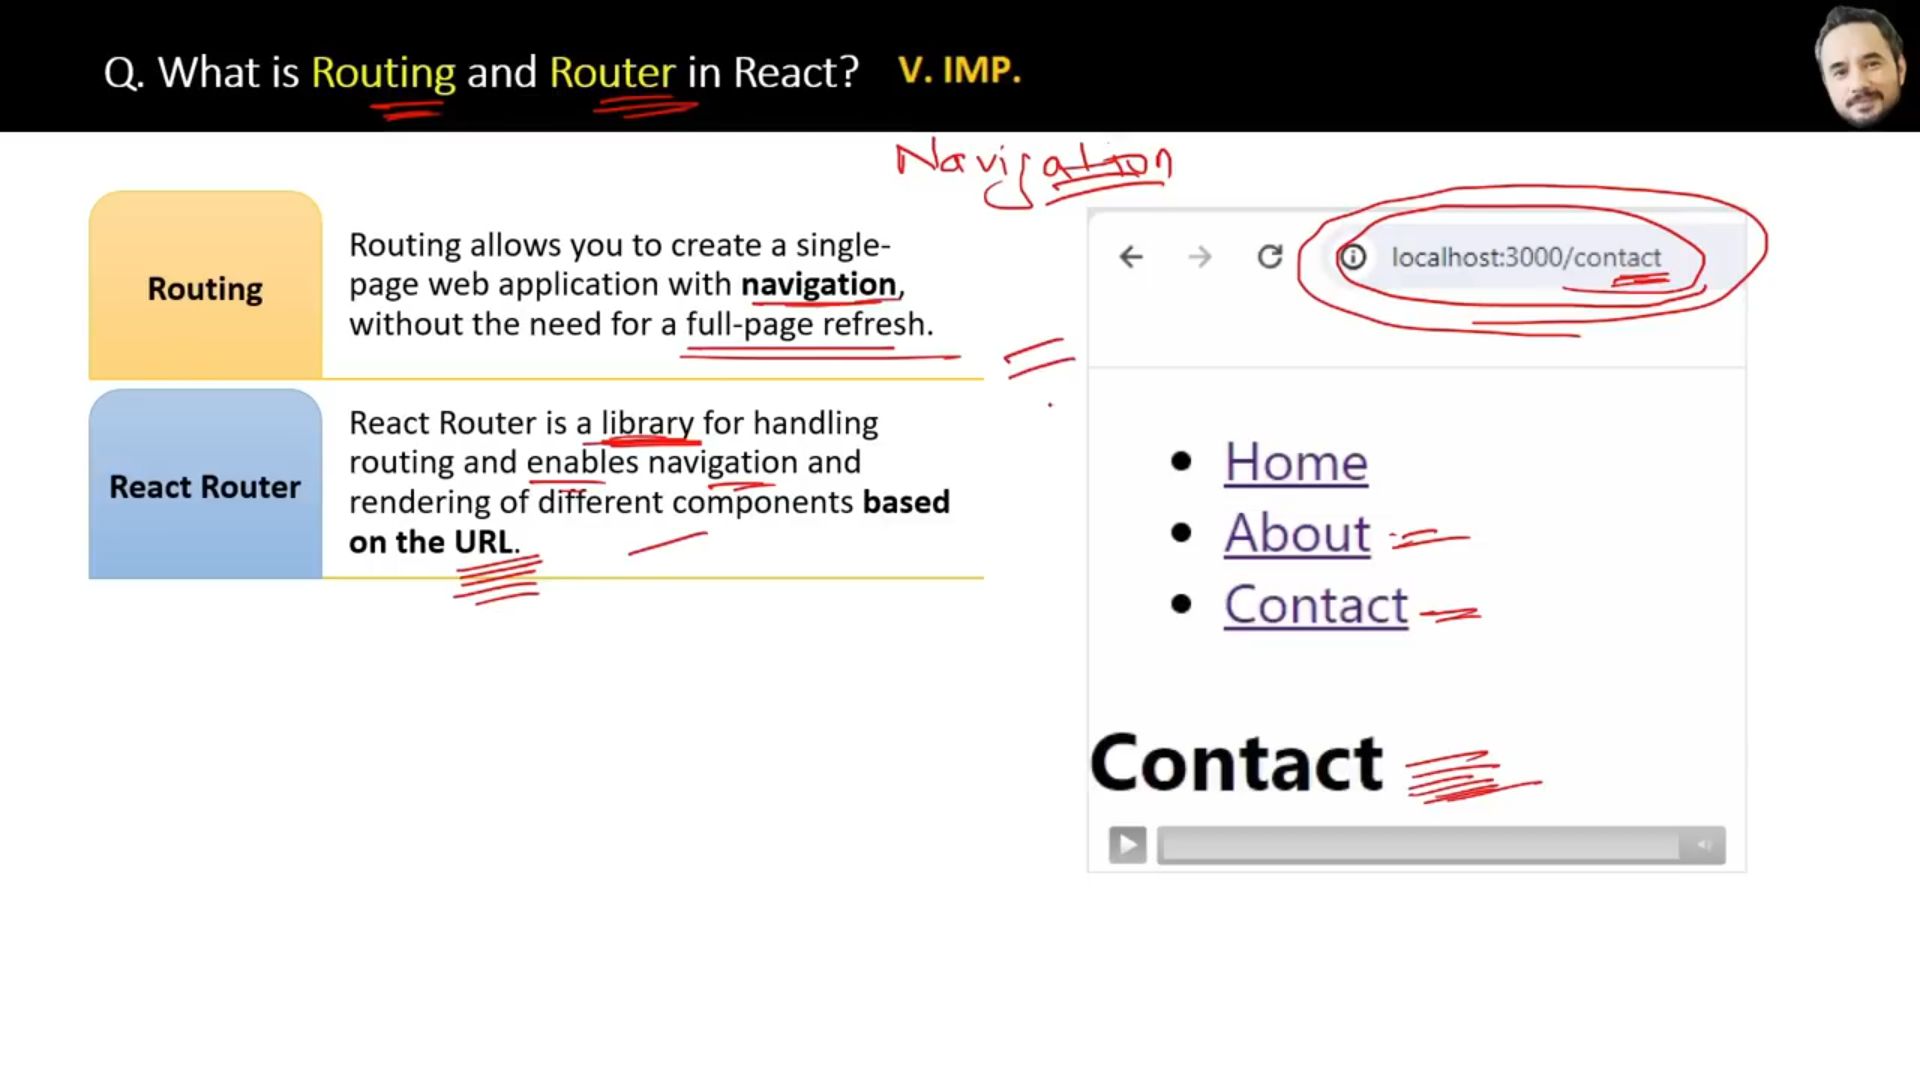 Q. What is Routing and Router in React? V. IMP.
Navigation
Routing
Routing allows you to create a single-
page web application with navigation,
without the need for a full-page refresh.
React Router
React Router is a library for handling
routing and enables navigation and
rendering of different components based
on the URL.
localhost:3000/contact
• Home
• About
• Contact
Contact